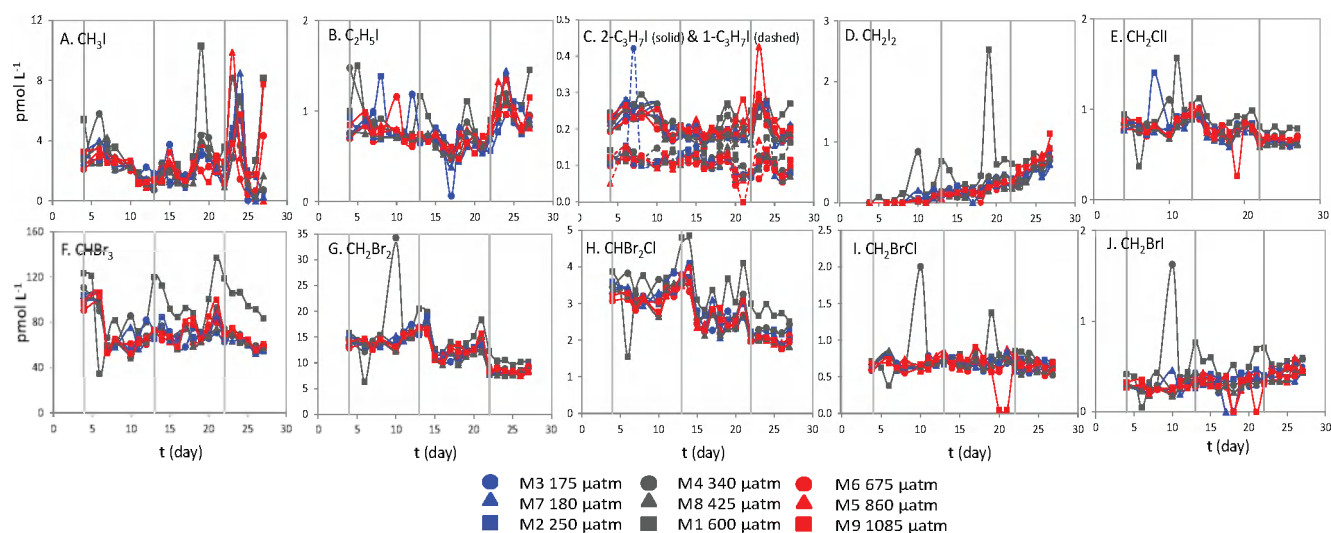 A. CH3I
B. C2H5I
C. 2-C3H7I (solid) & 1-C3H7I (dashed)
D. CH2I2
E. CH2ClI
pmol L-1
12
8
4
0
0 5 10 15 20 25 30
2
1
0
0 5 10 15 20 25 30
0.5
0.4
0.3
0.2
0.1
0.0
0 5 10 15 20 25 30
3
2
1
0
0 5 10 15 20 25 30
2
1
0
0 5 10 15 20 25 30
F. CHBr3
G. CH2Br2
H. CHBr2Cl
I. CH2BrCl
J. CH2BrI
pmol L-1
160
120
80
40
0
0 5 10 15 20 25 30
35
30
25
20
15
10
5
0
0 5 10 15 20 25 30
5
4
3
2
1
0
0 5 10 15 20 25 30
2.5
2.0
1.5
1.0
0.5
0.0
0 5 10 15 20 25 30
2
1
0
0 5 10 15 20 25 30
t (day) t (day) t (day) t (day) t (day)
M3 175 µatm M4 340 µatm M6 675 µatm
M7 180 µatm M8 425 µatm M5 860 µatm
M2 250 µatm M1 600 µatm M9 1085 µatm